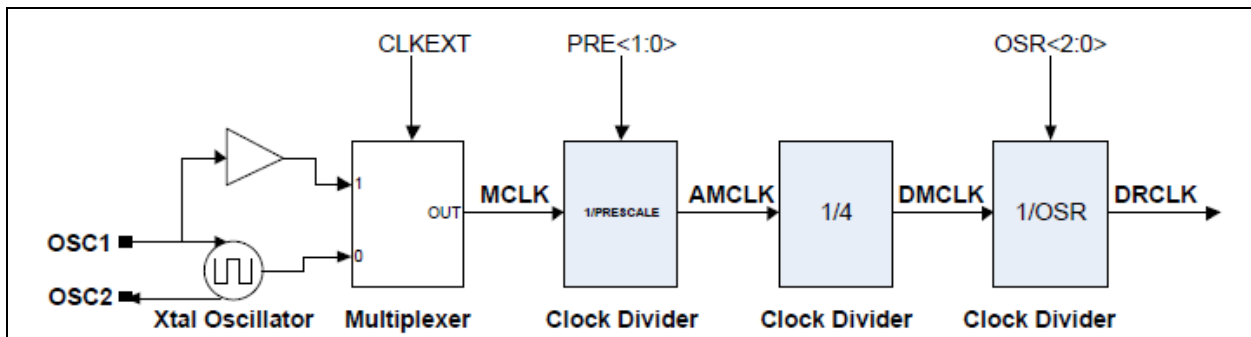 CLKEXT PRE<1:0> OSR<2:0>
1
OUT
MCLK
1/PRESCALE
AMCLK
1/4
DMCLK
1/OSR
DRCLK
OSC1
0
OSC2
Xtal Oscillator Multiplexer Clock Divider Clock Divider Clock Divider